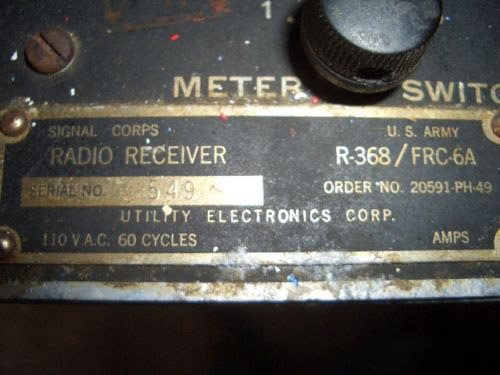 1
METER SWITC
SIGNAL CORPS U. S. ARMY
RADIO RECEIVER R-368/FRC-6A
SERIAL NO. 549 ORDER NO. 20591-PH-49
UTILITY ELECTRONICS CORP.
110 V.A.C. 60 CYCLES AMPS